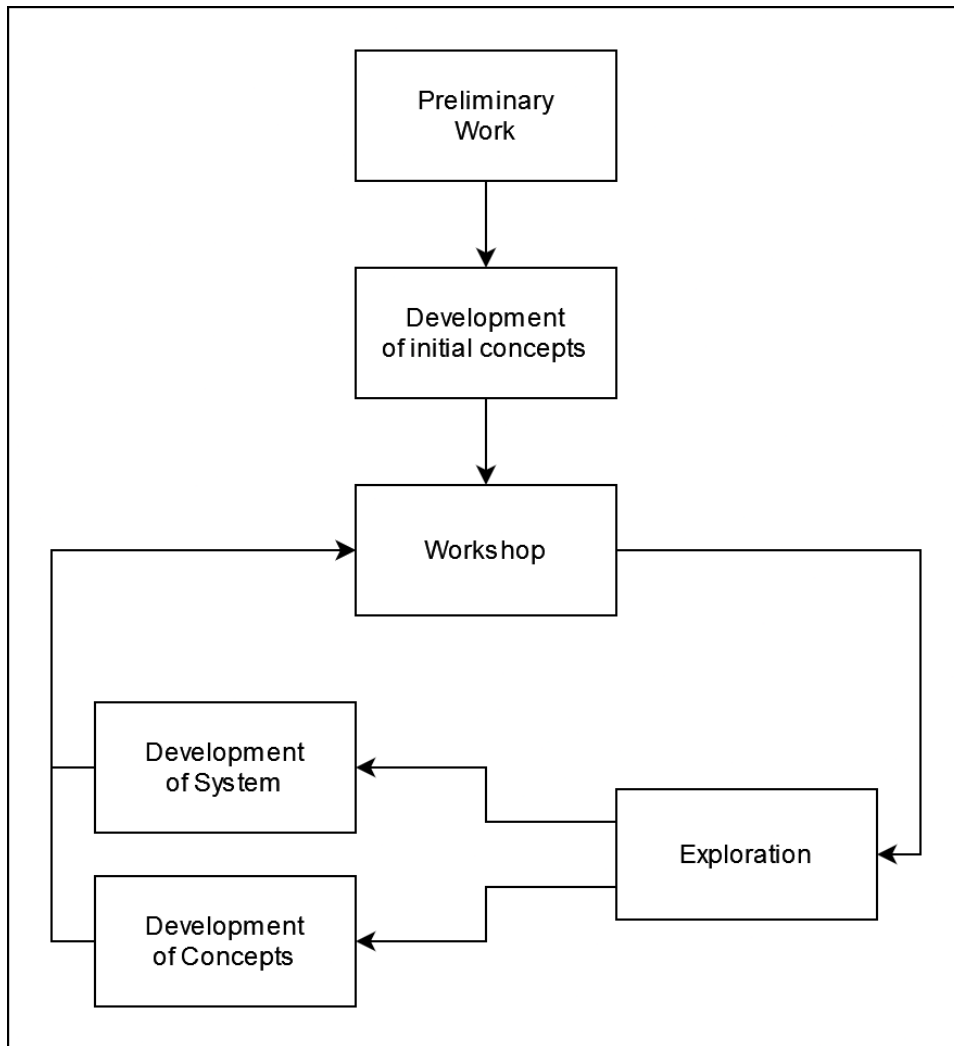 Preliminary
Work
Development
of initial concepts
Workshop
Development
of System
Exploration
Development
of Concepts